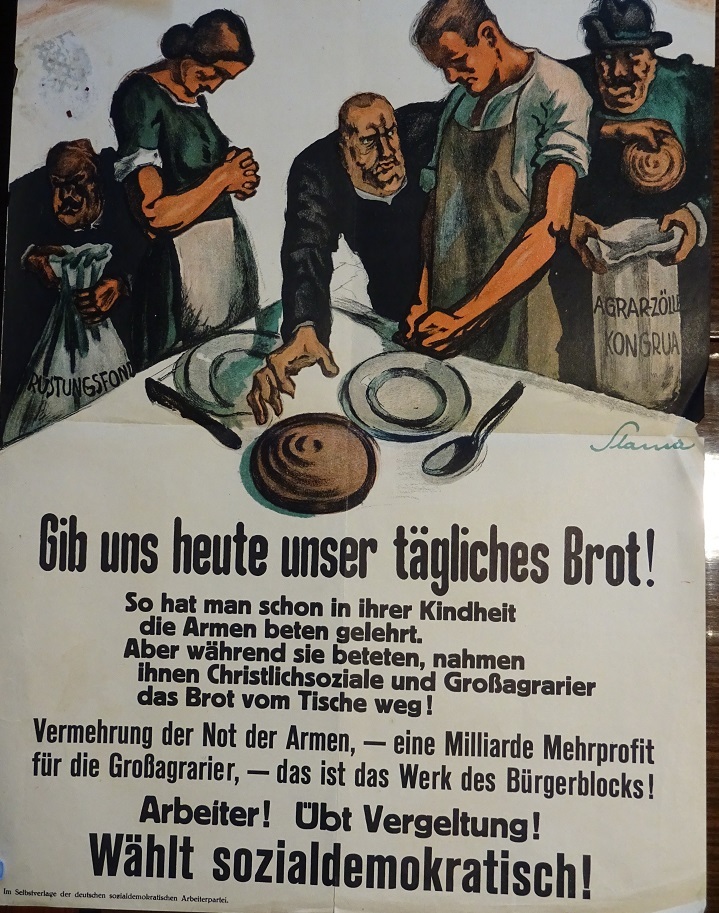 RÜSTUNGSFOND
AGRAR-ZÖLLE
KONGRUA
Slama
Gib uns heute unser tägliches Brot!
So hat man schon in ihrer Kindheit
die Armen beten gelehrt.
Aber während sie beteten, nahmen
ihnen Christlichsoziale und Großagrarier
das Brot vom Tische weg!
Vermehrung der Not der Armen, — eine Milliarde Mehrprofit
für die Großagrarier, — das ist das Werk des Bürgerblocks!
Arbeiter! Übt Vergeltung!
Wählt sozialdemokratisch!
Im Selbstverlage der deutschen sozialdemokratischen Arbeiterpartei.